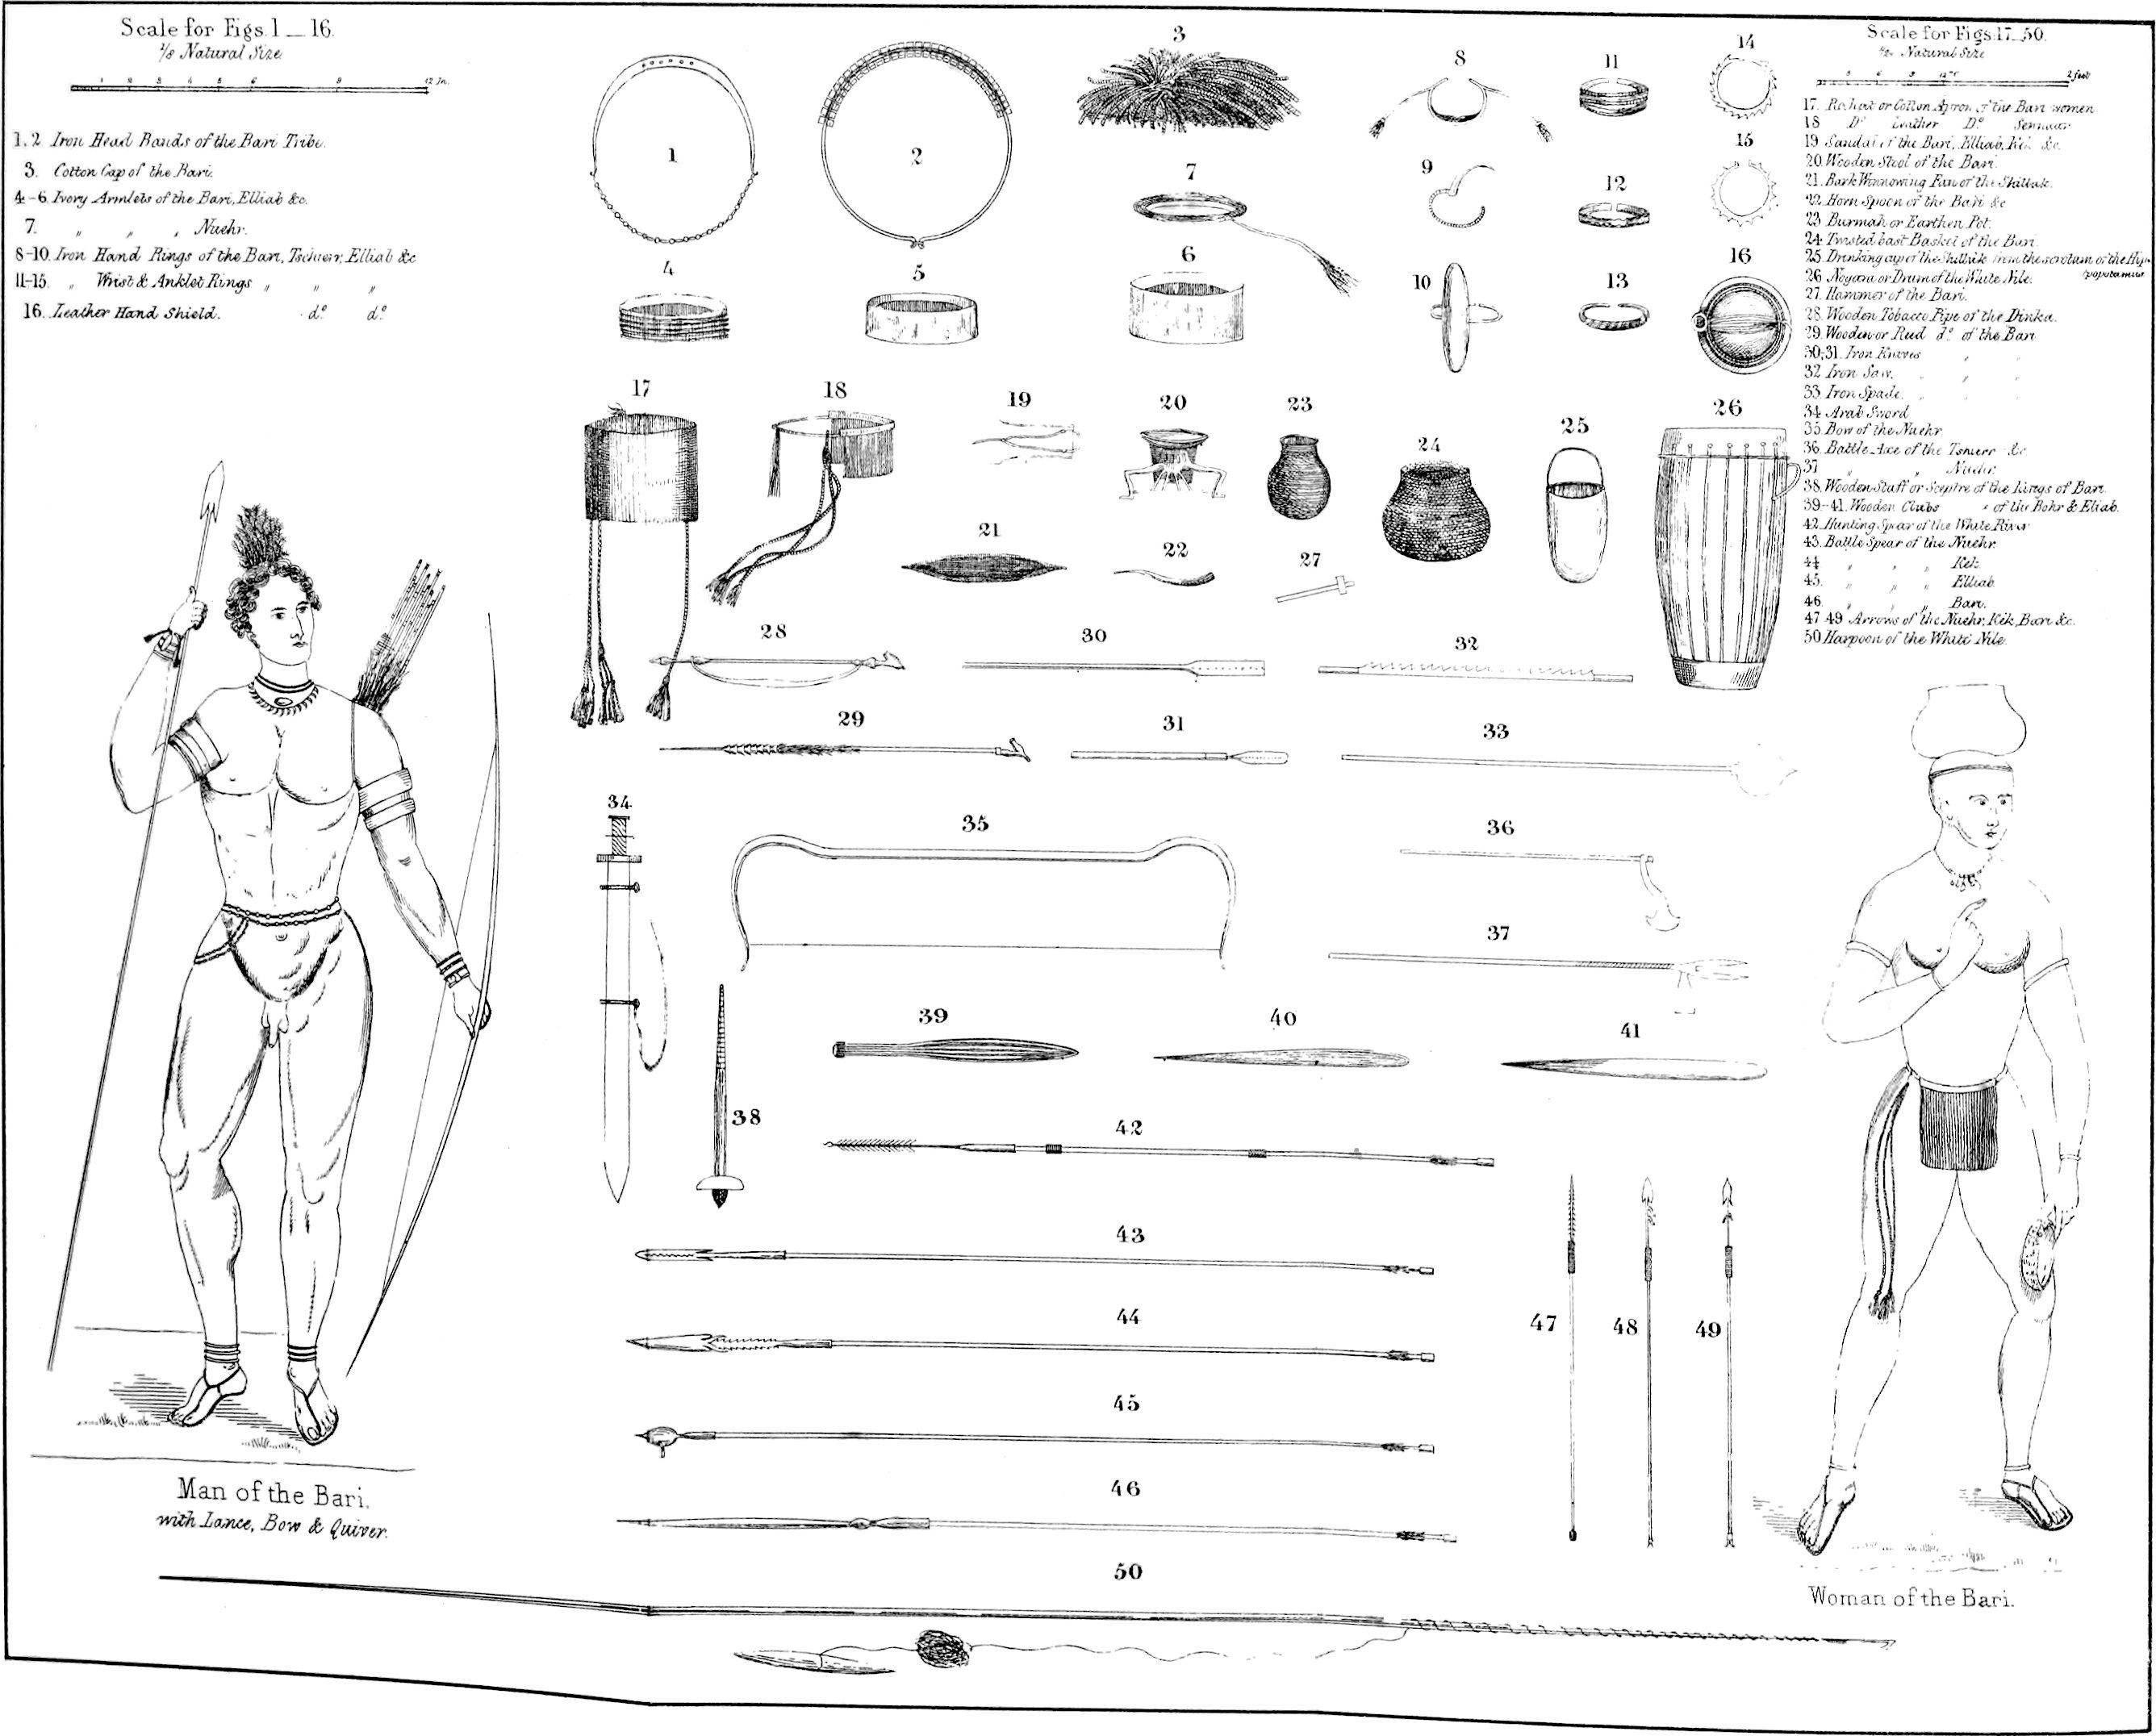 Scale for Figs. 1 _ 16.
1/8 Natural Size
1 2 3 4 5 6 8 12 In.
1, 2 Iron Head Bands of the Bari Tribe.
3. Cotton Cap of the Bari.
4-6. Ivory Armlets of the Bari, Elliab &c.
7. " " " Nuehr.
8-10. Iron Hand Rings of the Bari, Tschierr, Elliab &c
11-15. " Wrist & Anklet Rings " " "
16. Leather Hand Shield. do do
Scale for Figs. 17_50.
Natural Size
2 feet
17. Rahat or Cotton Apron of the Bari women
18 Do Leather Do Sennaar
19 Sandal of the Bari, Elliab, Kek &c.
20. Wooden Stool of the Bari.
21. Bark Winnowing Fan of the Shilluk.
22. Horn Spoon of the Bari &c
23. Burmah or Earthen Pot.
24. Twisted bast Basket of the Bari.
25. Drinking cup of the Shilluk from the scrotum of the Hip-
popotamus
26. Nogara or Drum of the White Nile.
27. Hammer of the Bari.
28. Wooden Tobacco Pipe of the Dinka.
29. Wooden or Reed do of the Bari
30, 31. Iron Knives " "
32 Iron Saw. " " "
33. Iron Spade. " " "
34 Arab Sword
35 Bow of the Nuehr.
36. Battle Axe of the Tshierr &c.
37 " " Nuehr.
38. Wooden Staff or Sceptre of the kings of Bari
39-41. Wooden Clubs " of the Bohr & Eliab.
42. Hunting Spear of the White River
43. Battle Spear of the Nuehr.
44 " " " Kek
45. " " " Elliab.
46. " " " Bari.
47 49 Arrows of the Nuehr, Kek, Bari &c.
50 Harpoon of the White Nile.
1
2
3
4
5
6
7
8
9
10
11
12
13
14
15
16
17
18
19
20
21
22
23
24
25
26
27
28
29
30
31
32
33
34
35
36
37
38
39
40
41
42
43
44
45
46
47
48
49
50
Man of the Bari.
with Lance, Bow & Quiver.
Woman of the Bari.